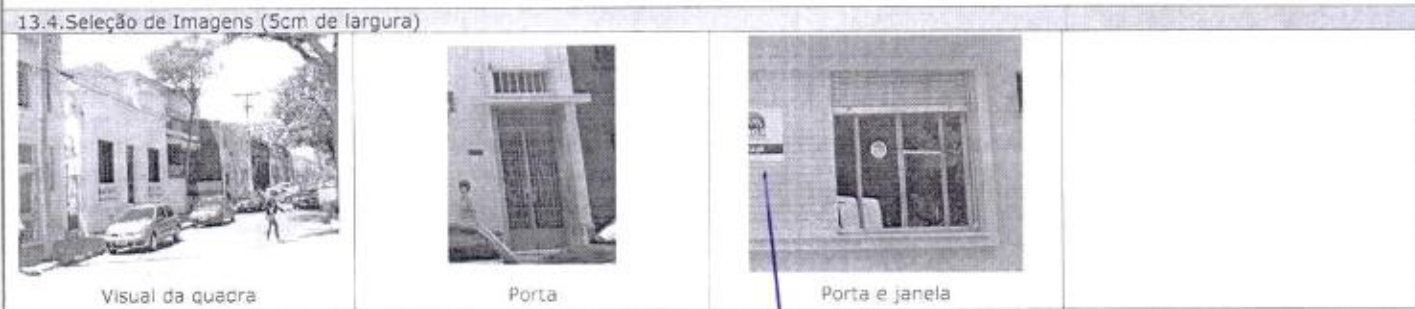 13.4.Seleção de Imagens (5cm de largura)
Visual da quadra
Porta
Porta e janela